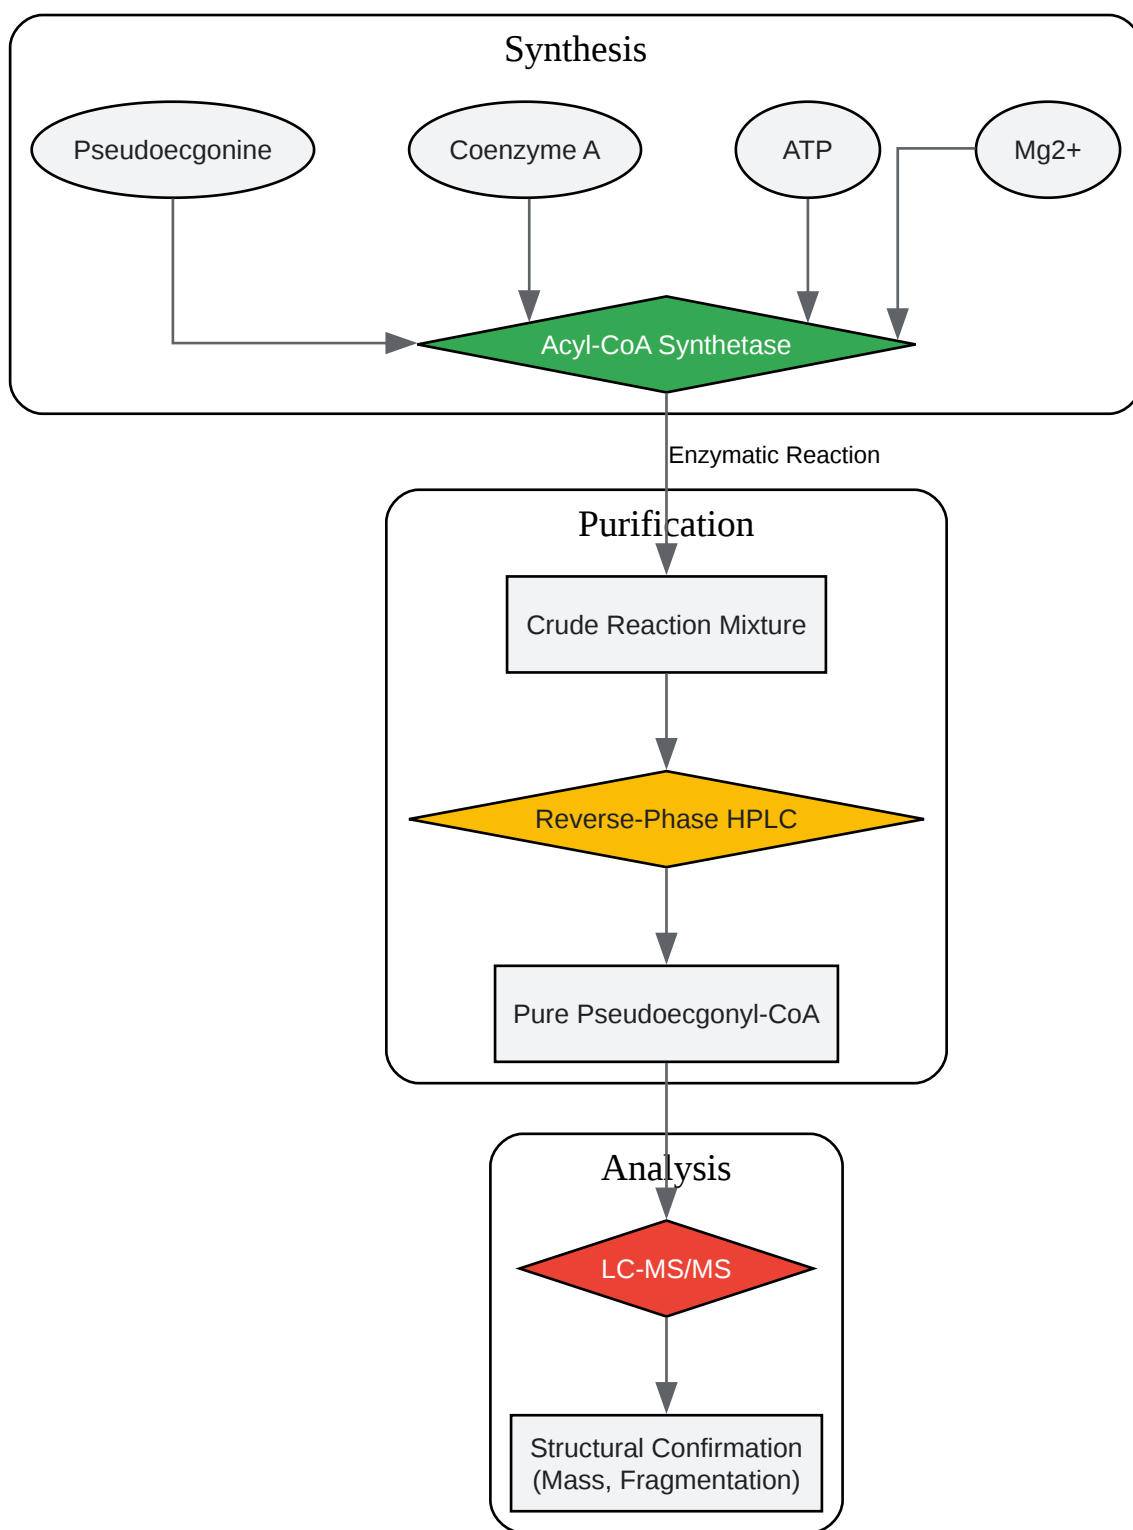 Synthesis
Pseudoecgonine
Coenzyme A
ATP
Mg2+
Acyl-CoA Synthetase
Enzymatic Reaction
Purification
Crude Reaction Mixture
Reverse-Phase HPLC
Pure Pseudoecgonyl-CoA
Analysis
LC-MS/MS
Structural Confirmation
(Mass, Fragmentation)